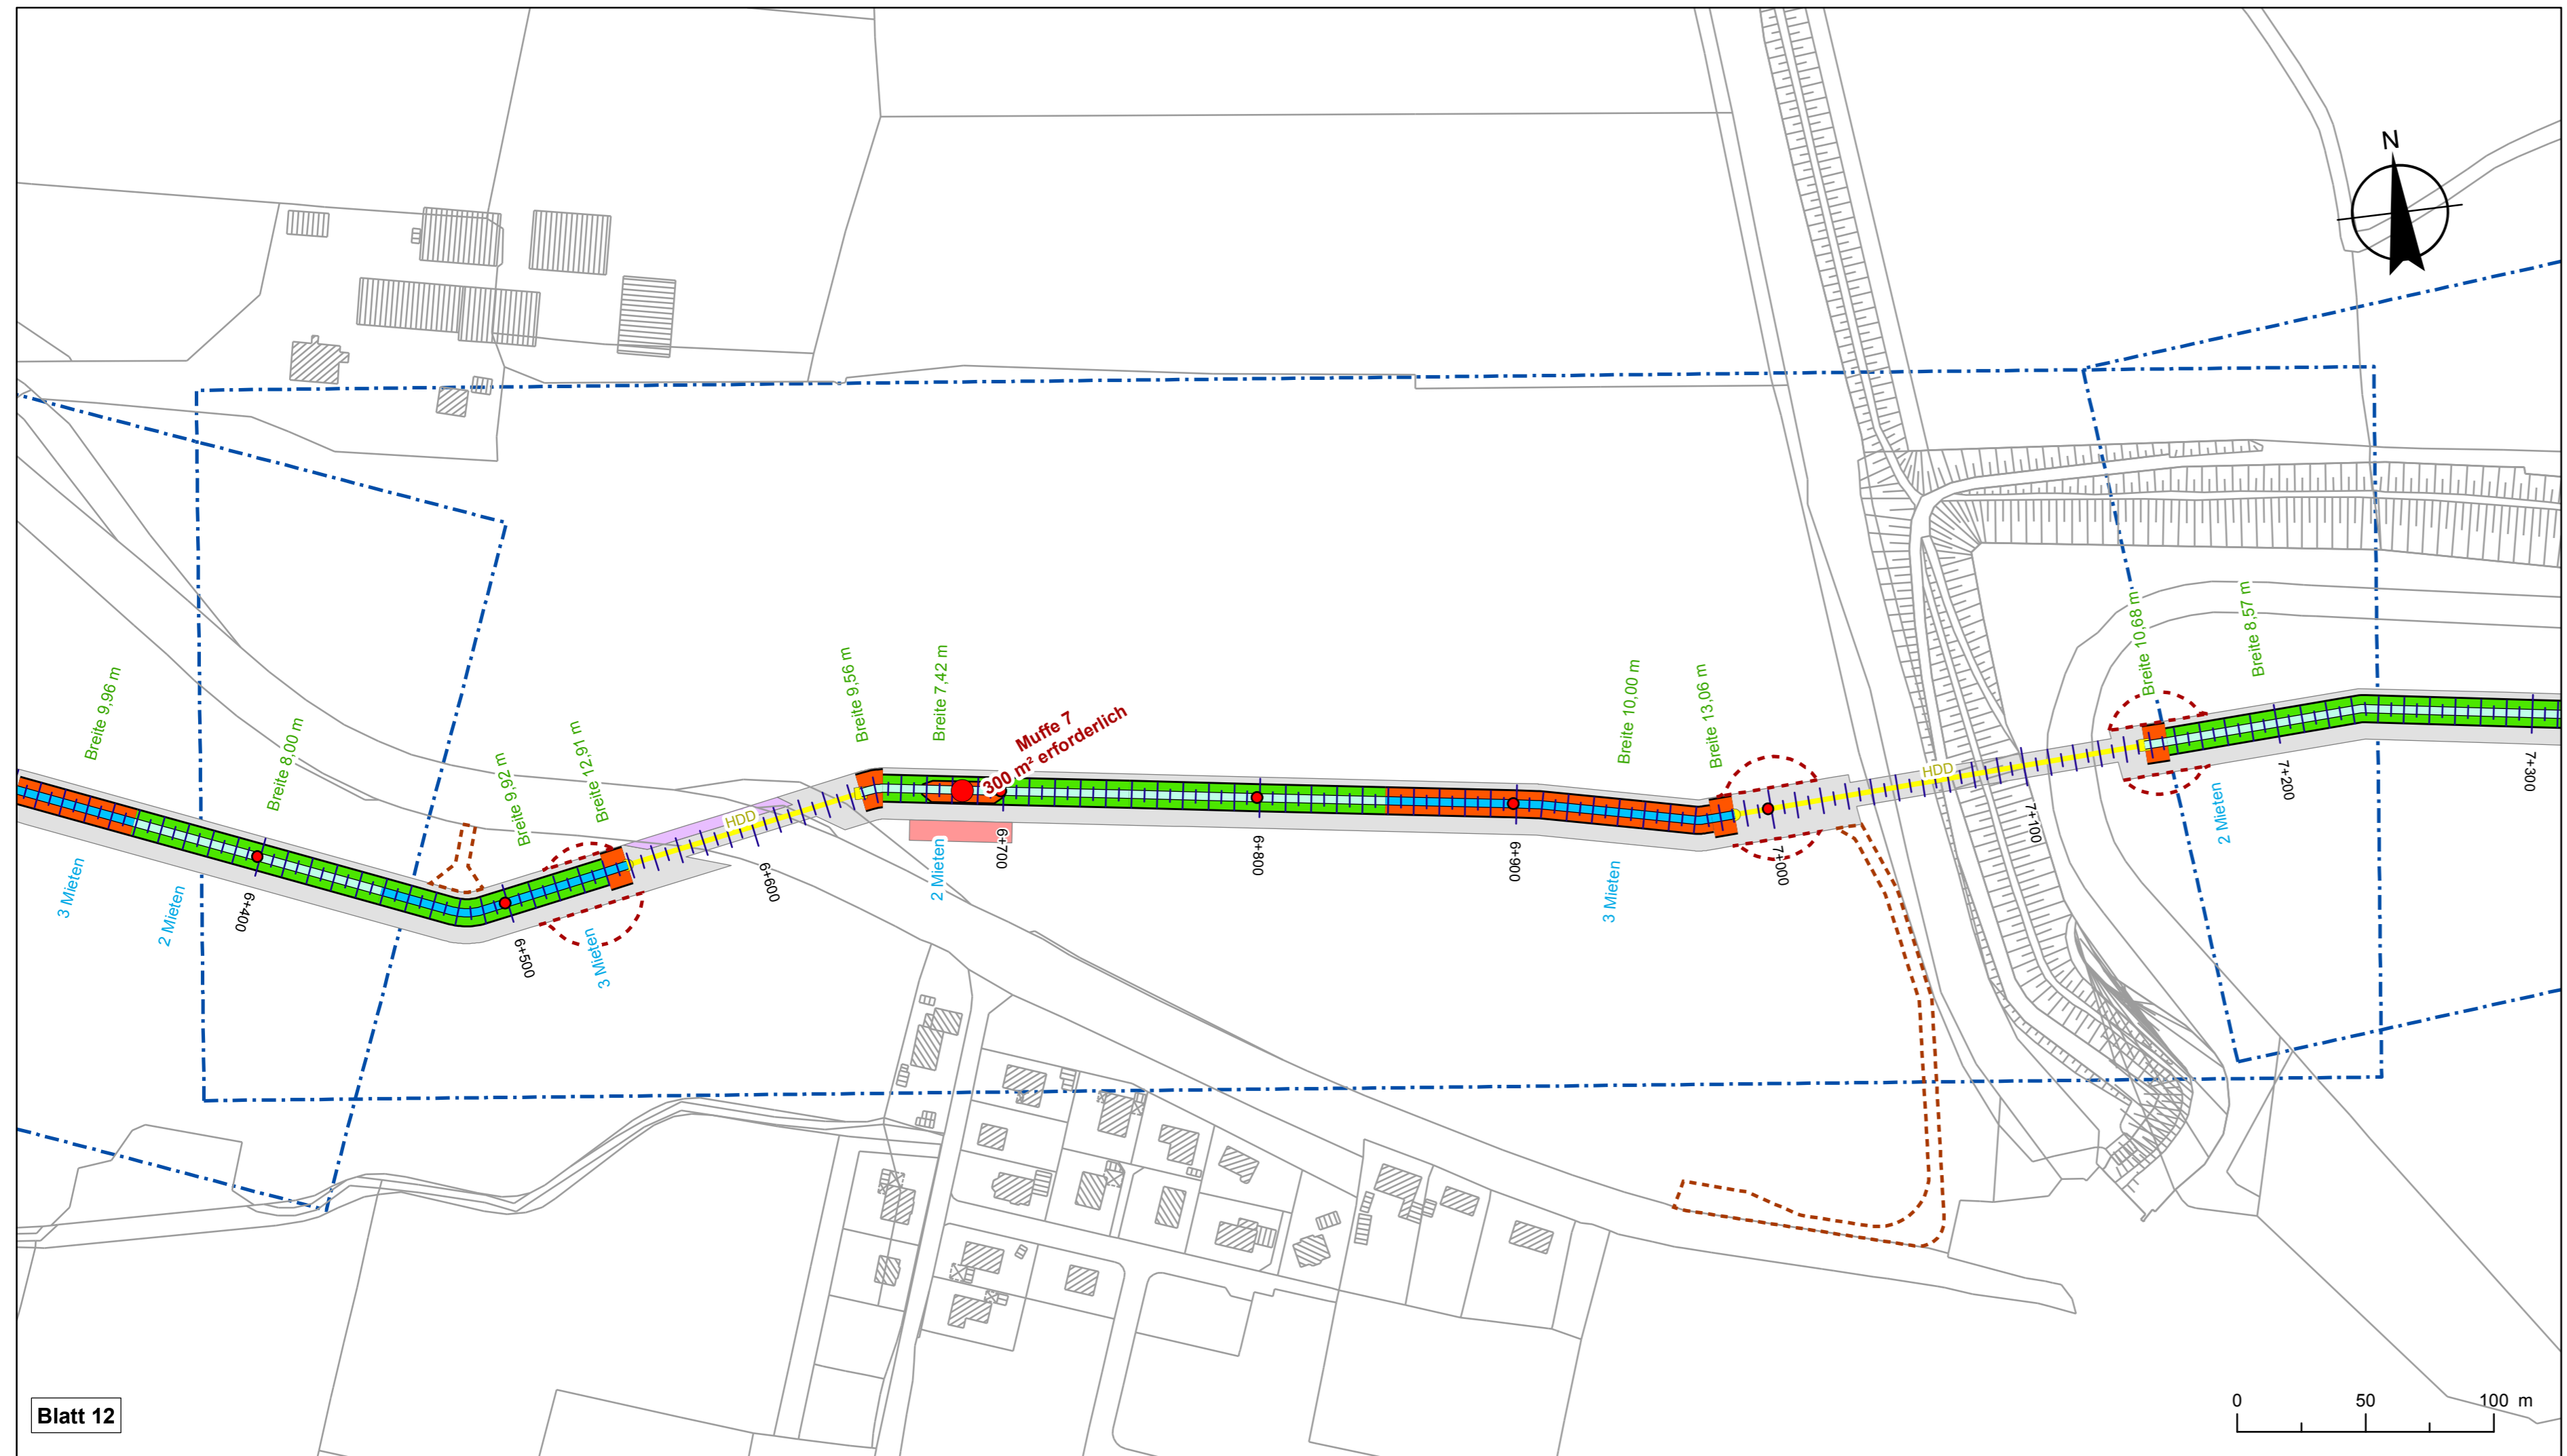 N
Breite 9,96 m
Breite 8,00 m
Breite 9,92 m
Breite 12,91 m
Breite 9,56 m
Breite 7,42 m
Muffe 7
300 m² erforderlich
Breite 10,00 m
Breite 13,06 m
Breite 10,68 m
Breite 8,57 m
HDD
HDD
3 Mieten
2 Mieten
6+400
6+500
3 Mieten
6+600
2 Mieten
6+700
6+800
6+900
3 Mieten
7+000
7+100
2 Mieten
7+200
7+300
Blatt 12
0 50 100 m